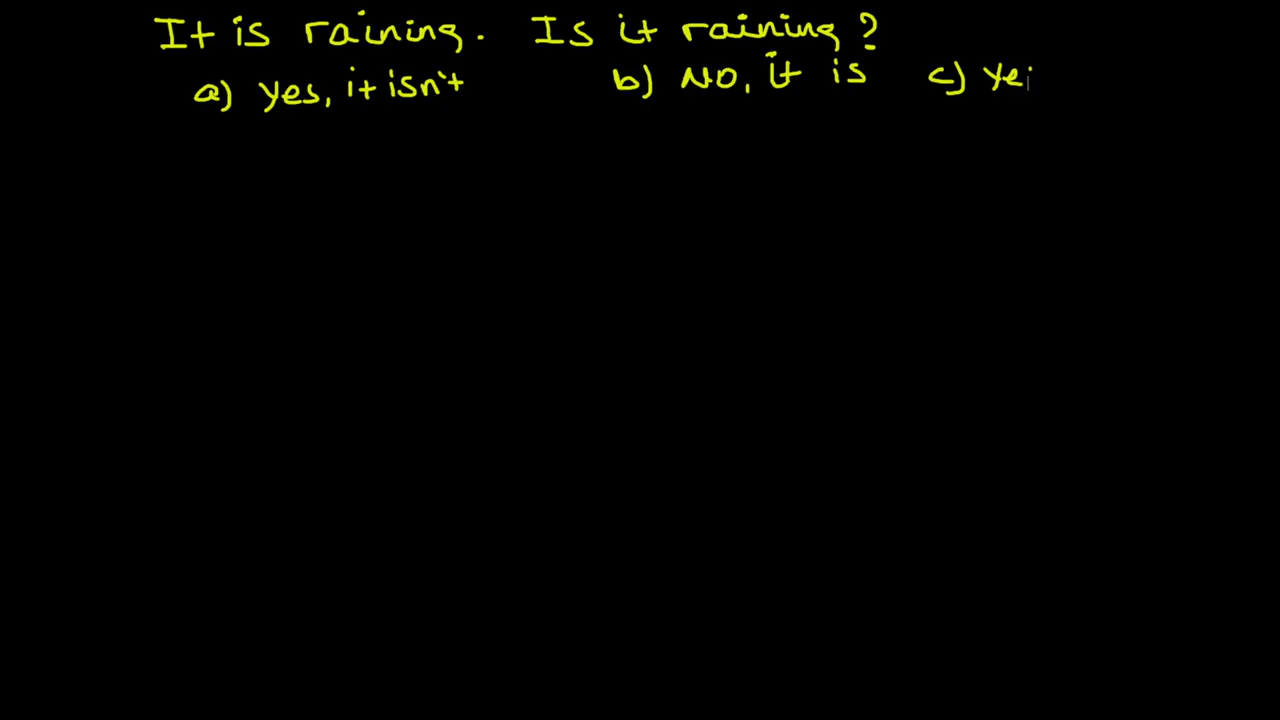 It is raining. Is it raining?
a) yes, it isn't b) No, it is c)